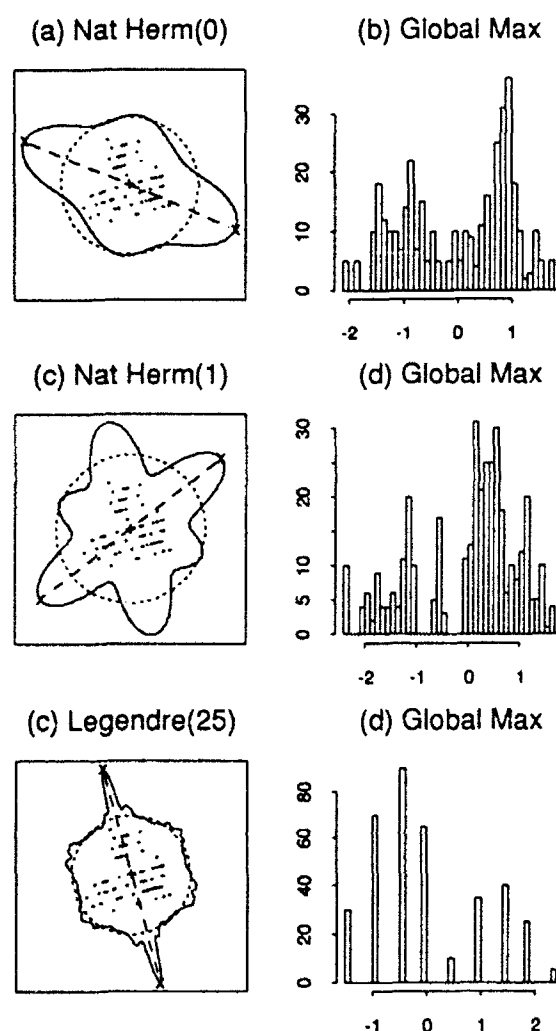 (a) Nat Herm(0)
(b) Global Max
30
20
10
0
-2 -1 0 1
(c) Nat Herm(1)
(d) Global Max
30
20
10
5
0
-2 -1 0 1
(c) Legendre(25)
(d) Global Max
80
60
40
20
0
-1 0 1 2